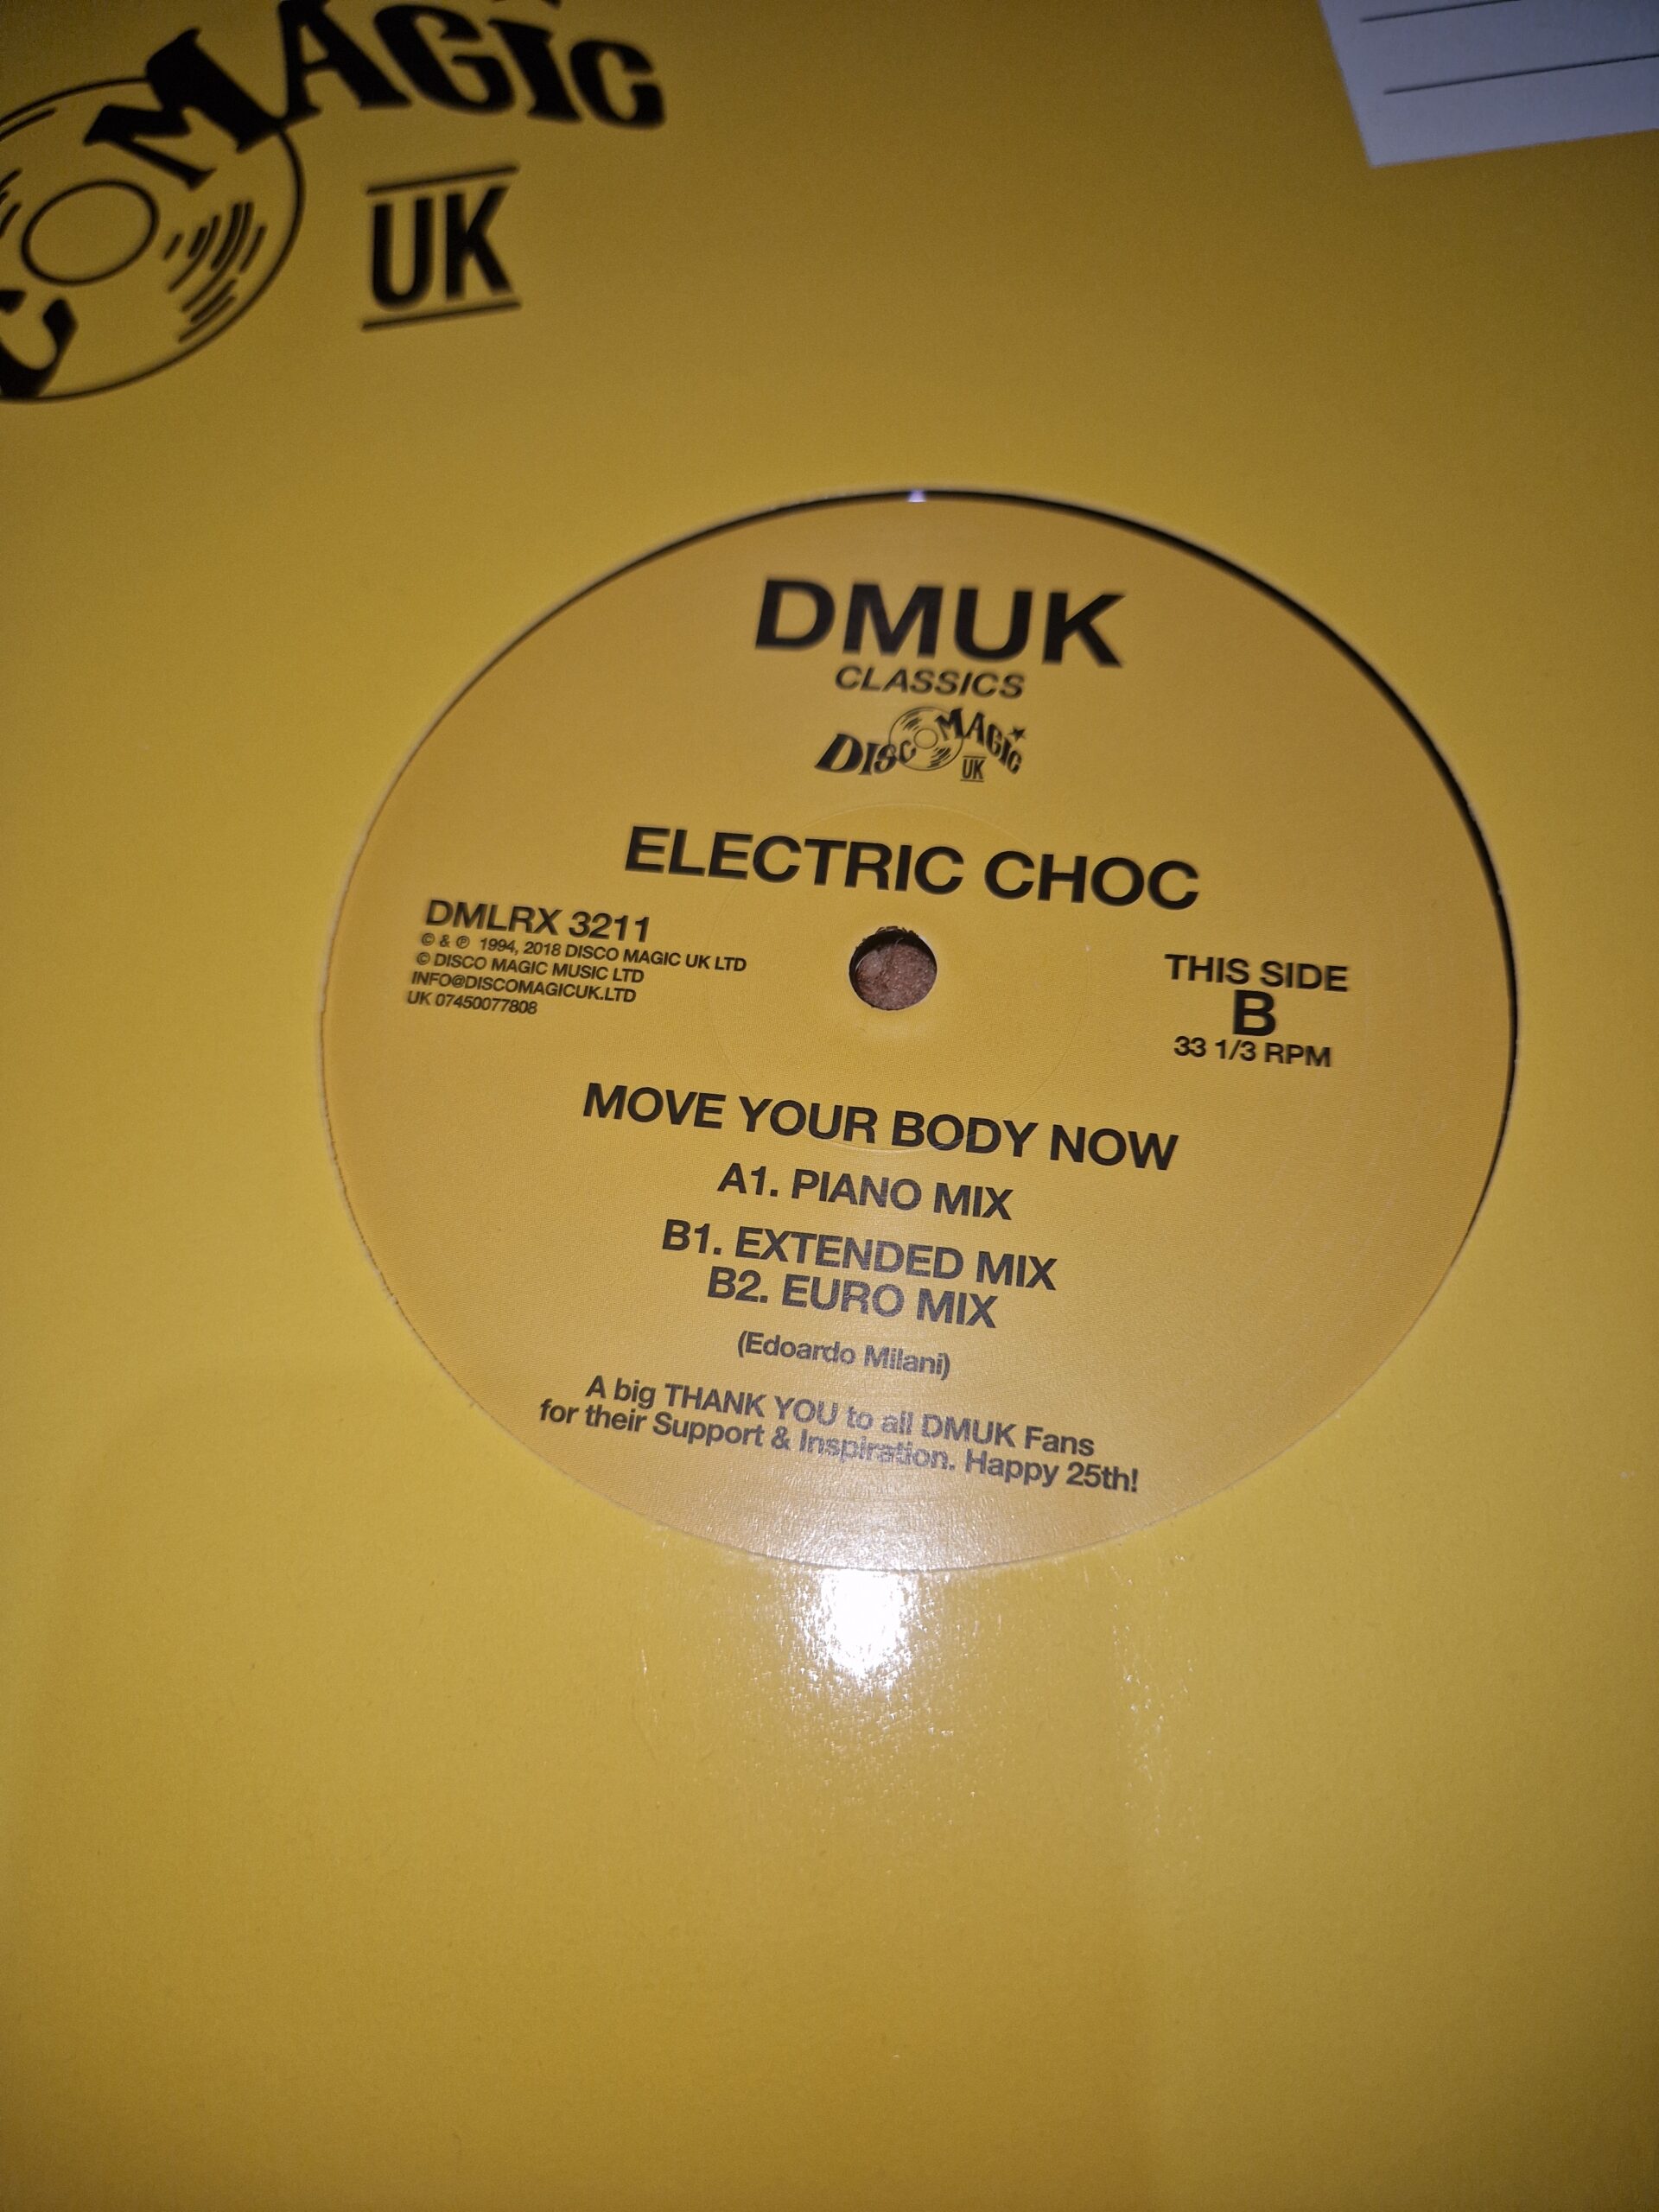 MAGIC
UK
DMUK
CLASSICS
DISCO MAGIC
UK
ELECTRIC CHOC
DMLRX 3211
© & ℗ 1994, 2018 DISCO MAGIC UK LTD
© DISCO MAGIC MUSIC LTD
INFO@DISCOMAGICUK.LTD
UK 07450077808
THIS SIDE
B
33 1/3 RPM
MOVE YOUR BODY NOW
A1. PIANO MIX
B1. EXTENDED MIX
B2. EURO MIX
(Edoardo Milani)
A big THANK YOU to all DMUK Fans
for their Support & Inspiration. Happy 25th!